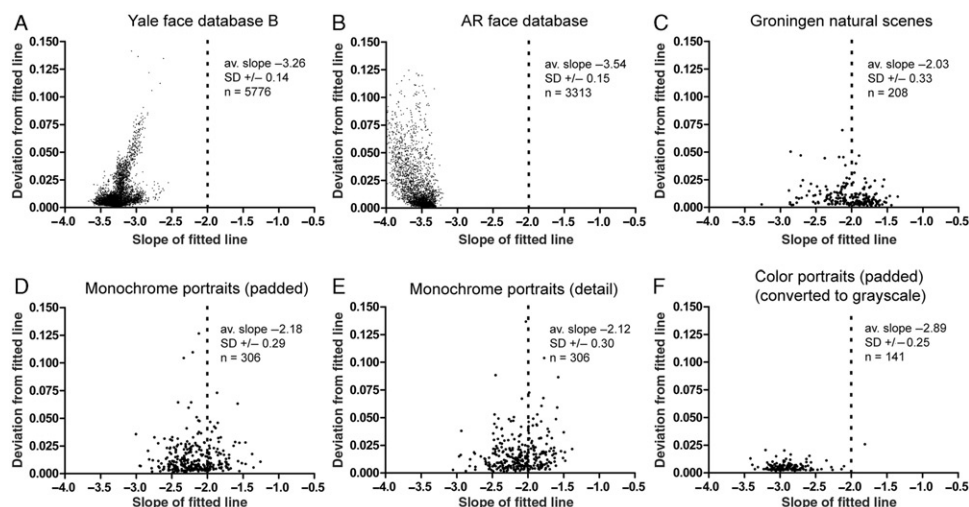 A
Yale face database B
Deviation from fitted line
0.150
0.125
0.100
0.075
0.050
0.025
0.000
av. slope –3.26
SD +/– 0.14
n = 5776
–4.0 –3.5 –3.0 –2.5 –2.0 –1.5 –1.0 –0.5
Slope of fitted line
B
AR face database
Deviation from fitted line
0.150
0.125
0.100
0.075
0.050
0.025
0.000
av. slope –3.54
SD +/– 0.15
n = 3313
–4.0 –3.5 –3.0 –2.5 –2.0 –1.5 –1.0 –0.5
Slope of fitted line
C
Groningen natural scenes
Deviation from fitted line
0.150
0.125
0.100
0.075
0.050
0.025
0.000
av. slope –2.03
SD +/– 0.33
n = 208
–4.0 –3.5 –3.0 –2.5 –2.0 –1.5 –1.0 –0.5
Slope of fitted line
D
Monochrome portraits (padded)
Deviation from fitted line
0.150
0.125
0.100
0.075
0.050
0.025
0.000
av. slope –2.18
SD +/– 0.29
n = 306
–4.0 –3.5 –3.0 –2.5 –2.0 –1.5 –1.0 –0.5
Slope of fitted line
E
Monochrome portraits (detail)
Deviation from fitted line
0.150
0.125
0.100
0.075
0.050
0.025
0.000
av. slope –2.12
SD +/– 0.30
n = 306
–4.0 –3.5 –3.0 –2.5 –2.0 –1.5 –1.0 –0.5
Slope of fitted line
F
Color portraits (padded)
(converted to grayscale)
Deviation from fitted line
0.150
0.125
0.100
0.075
0.050
0.025
0.000
av. slope –2.89
SD +/– 0.25
n = 141
–4.0 –3.5 –3.0 –2.5 –2.0 –1.5 –1.0 –0.5
Slope of fitted line